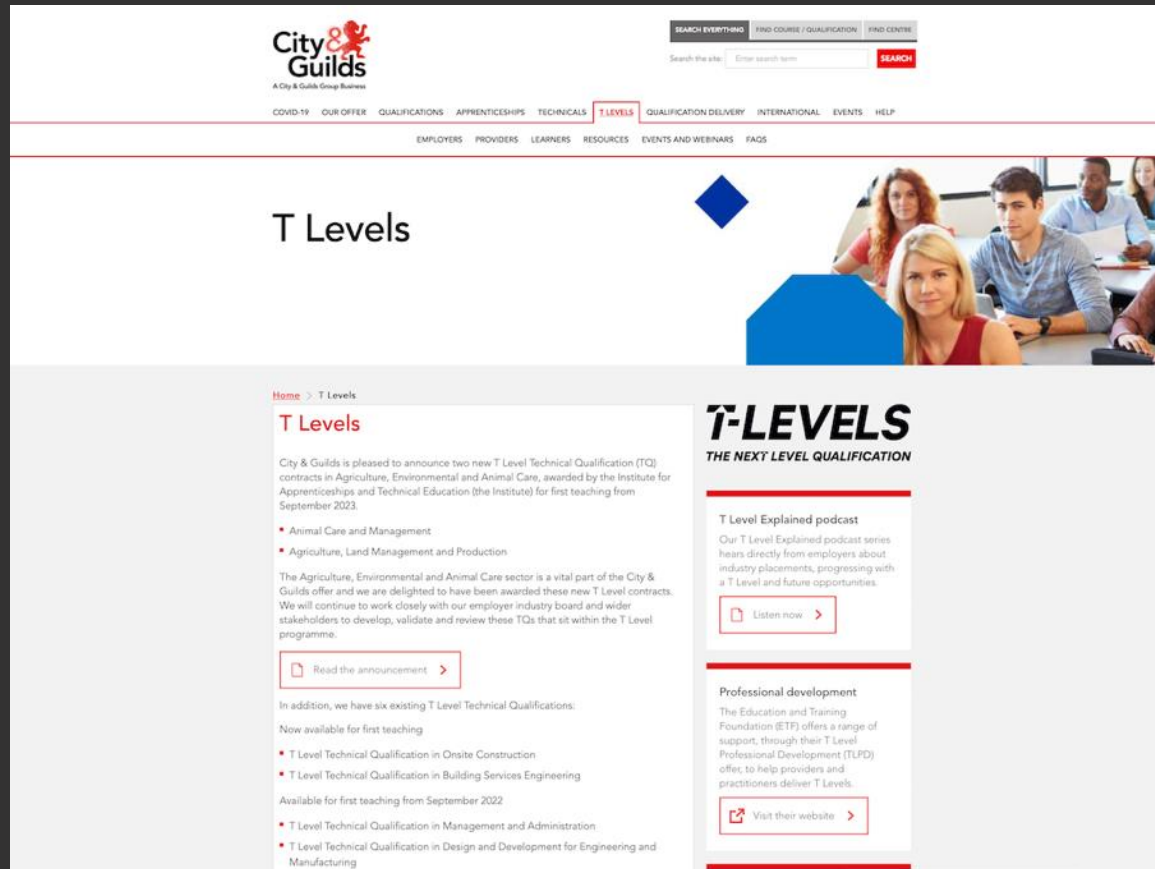 City&
Guilds
A City & Guilds Group Business
SEARCH EVERYTHING FIND COURSE / QUALIFICATION FIND CENTRE
Search the site: Enter search term SEARCH
COVID-19 OUR OFFER QUALIFICATIONS APPRENTICESHIPS TECHNICALS T LEVELS QUALIFICATION DELIVERY INTERNATIONAL EVENTS HELP
EMPLOYERS PROVIDERS LEARNERS RESOURCES EVENTS AND WEBINARS FAQS
T Levels
Home > T Levels
T Levels
City & Guilds is pleased to announce two new T Level Technical Qualification (TQ)
contracts in Agriculture, Environmental and Animal Care, awarded by the Institute for
Apprenticeships and Technical Education (the Institute) for first teaching from
September 2023.
Animal Care and Management
Agriculture, Land Management and Production
The Agriculture, Environmental and Animal Care sector is a vital part of the City &
Guilds offer and we are delighted to have been awarded these new T Level contracts.
We will continue to work closely with our employer industry board and wider
stakeholders to develop, validate and review these TQs that sit within the T Level
programme.
Read the announcement
In addition, we have six existing T Level Technical Qualifications:
Now available for first teaching
T Level Technical Qualification in Onsite Construction
T Level Technical Qualification in Building Services Engineering
Available for first teaching from September 2022
T Level Technical Qualification in Management and Administration
T Level Technical Qualification in Design and Development for Engineering and
Manufacturing
T-LEVELS
THE NEXT LEVEL QUALIFICATION
T Level Explained podcast
Our T Level Explained podcast series
hears directly from employers about
industry placements, progressing with
a T Level and future opportunities.
Listen now
Professional development
The Education and Training
Foundation (ETF) offers a range of
support, through their T Level
Professional Development (TLPD)
offer, to help providers and
practitioners deliver T Levels.
Visit their website